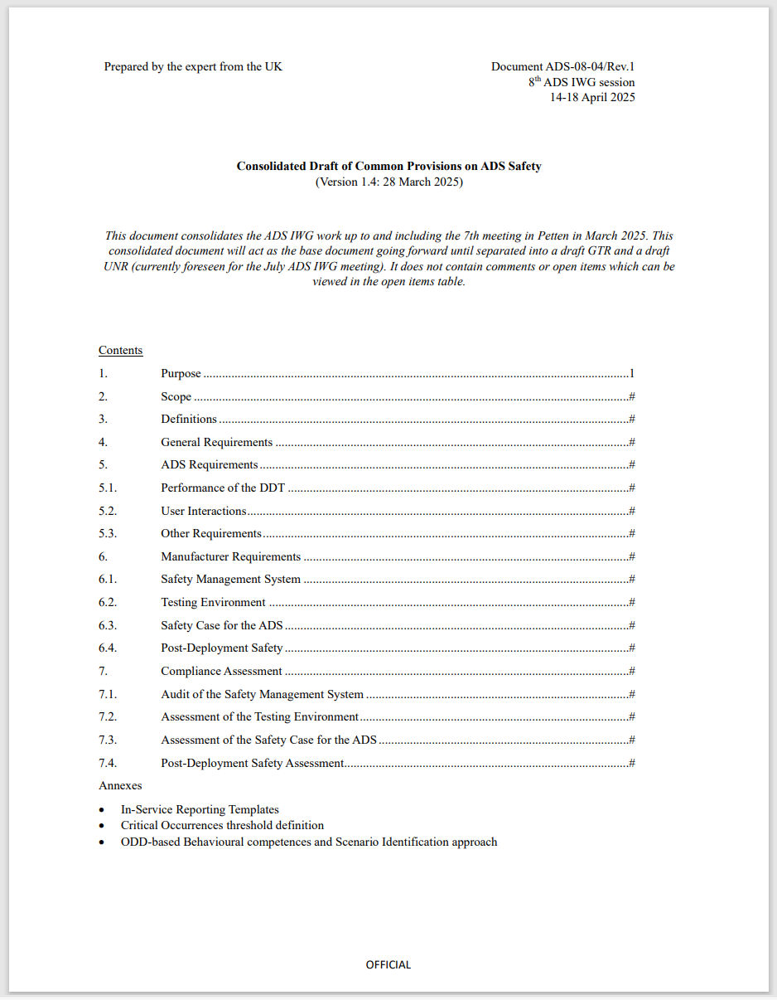 Prepared by the expert from the UK
Document ADS-08-04/Rev.1
8th ADS IWG session
14-18 April 2025
Consolidated Draft of Common Provisions on ADS Safety
(Version 1.4: 28 March 2025)
This document consolidates the ADS IWG work up to and including the 7th meeting in Petten in March 2025. This
consolidated document will act as the base document going forward until separated into a draft GTR and a draft
UNR (currently foreseen for the July ADS IWG meeting). It does not contain comments or open items which can be
viewed in the open items table.
Contents
1. Purpose ...1
2. Scope ...#
3. Definitions ...#
4. General Requirements ...#
5. ADS Requirements ...#
5.1. Performance of the DDT ...#
5.2. User Interactions ...#
5.3. Other Requirements ...#
6. Manufacturer Requirements ...#
6.1. Safety Management System ...#
6.2. Testing Environment ...#
6.3. Safety Case for the ADS ...#
6.4. Post-Deployment Safety ...#
7. Compliance Assessment ...#
7.1. Audit of the Safety Management System ...#
7.2. Assessment of the Testing Environment ...#
7.3. Assessment of the Safety Case for the ADS ...#
7.4. Post-Deployment Safety Assessment ...#
Annexes
• In-Service Reporting Templates
• Critical Occurrences threshold definition
• ODD-based Behavioural competences and Scenario Identification approach
OFFICIAL